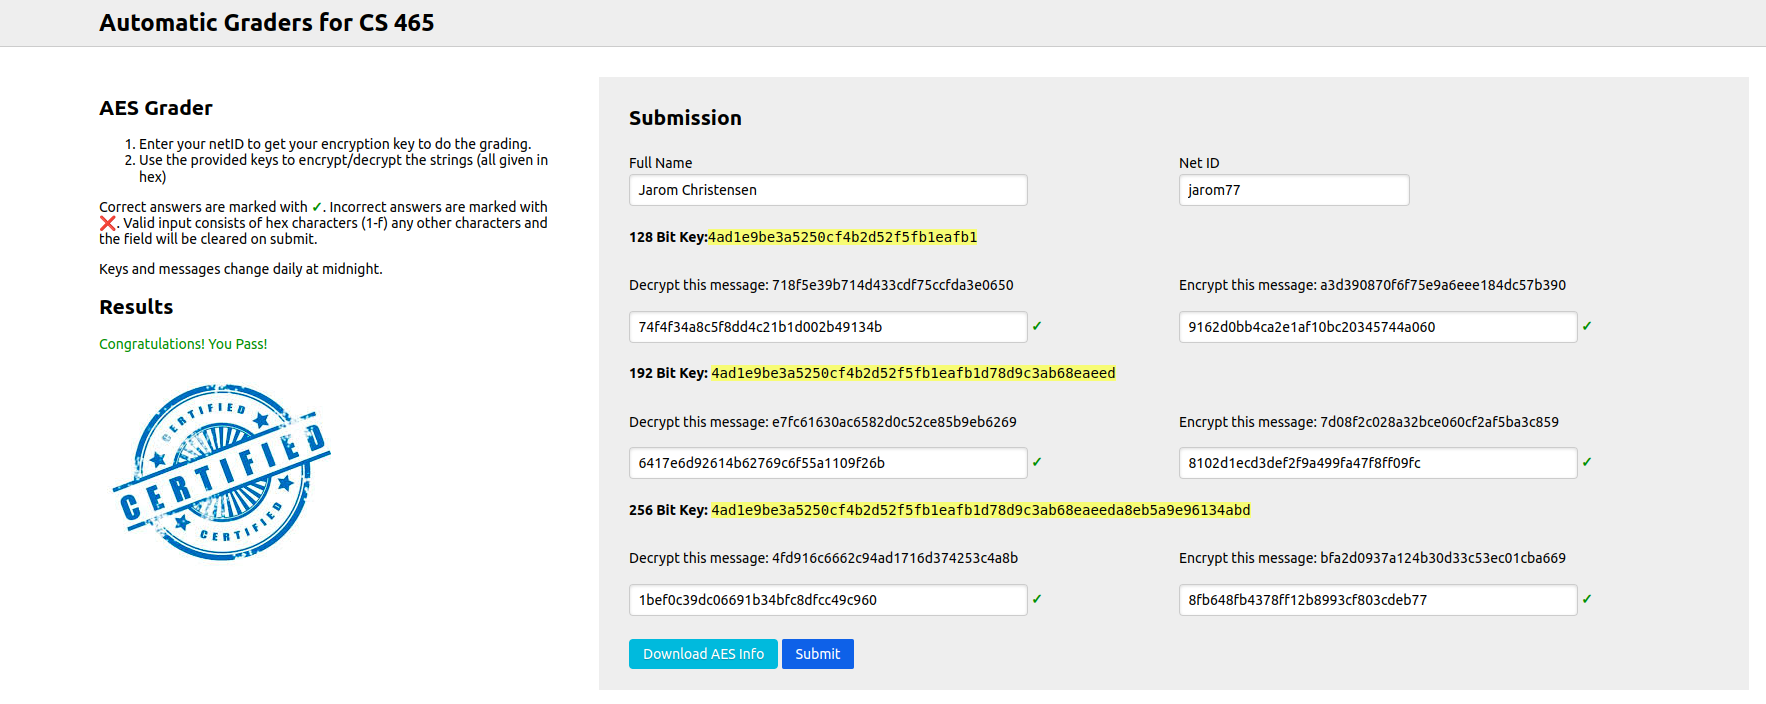 Automatic Graders for CS 465
AES Grader
1. Enter your netID to get your encryption key to do the grading.
2. Use the provided keys to encrypt/decrypt the strings (all given in
hex)
Correct answers are marked with ✓. Incorrect answers are marked with
❌. Valid input consists of hex characters (1-f) any other characters and
the field will be cleared on submit.
Keys and messages change daily at midnight.
Results
Congratulations! You Pass!
CERTIFIED
CERTIFIED
CERTIFIED
Submission
Full Name
Jarom Christensen
Net ID
jarom77
128 Bit Key:4ad1e9be3a5250cf4b2d52f5fb1eafb1
Decrypt this message: 718f5e39b714d433cdf75ccfda3e0650
74f4f34a8c5f8dd4c21b1d002b49134b ✓
Encrypt this message: a3d390870f6f75e9a6eee184dc57b390
9162d0bb4ca2e1af10bc20345744a060 ✓
192 Bit Key: 4ad1e9be3a5250cf4b2d52f5fb1eafb1d78d9c3ab68eaeed
Decrypt this message: e7fc61630ac6582d0c52ce85b9eb6269
6417e6d92614b62769c6f55a1109f26b ✓
Encrypt this message: 7d08f2c028a32bce060cf2af5ba3c859
8102d1ecd3def2f9a499fa47f8ff09fc ✓
256 Bit Key: 4ad1e9be3a5250cf4b2d52f5fb1eafb1d78d9c3ab68eaeeda8eb5a9e96134abd
Decrypt this message: 4fd916c6662c94ad1716d374253c4a8b
1bef0c39dc06691b34bfc8dfcc49c960 ✓
Encrypt this message: bfa2d0937a124b30d33c53ec01cba669
8fb648fb4378ff12b8993cf803cdeb77 ✓
Download AES Info
Submit